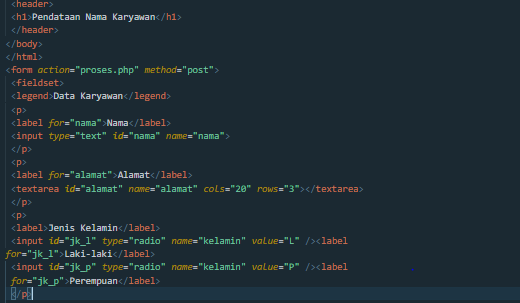 <header>
<h1>Pendataan Nama Karyawan</h1>
</header>
</body>
</html>
<form action="proses.php" method="post">
<fieldset>
<legend>Data Karyawan</legend>
<p>
<label for="nama">Nama</label>
<input type="text" id="nama" name="nama">
</p>
<p>
<label for="alamat">Alamat</label>
<textarea id="alamat" name="alamat" cols="20" rows="3"></textarea>
</p>
<p>
<label>Jenis Kelamin</label>
<input id="jk_l" type="radio" name="kelamin" value="L" /><label
for="jk_l">Laki-laki</label>
<input id="jk_p" type="radio" name="kelamin" value="P" /><label
for="jk_p">Perempuan</label>
</p>